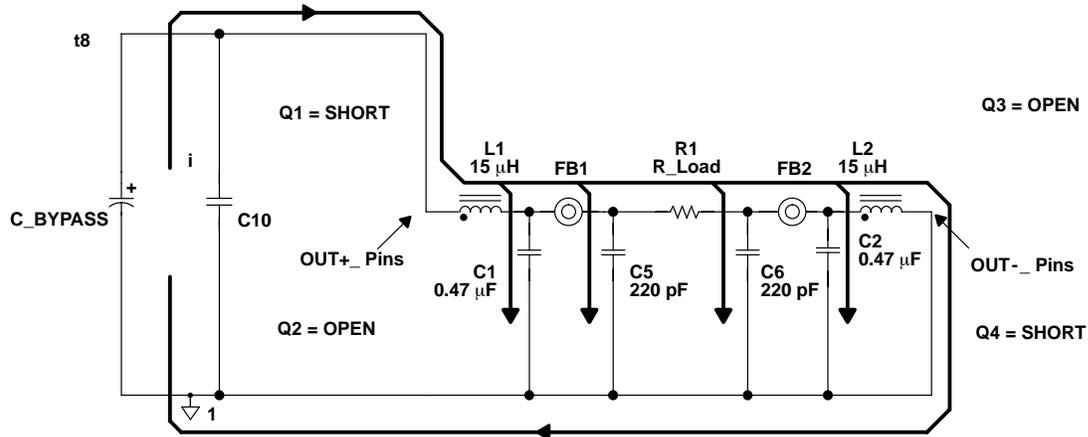 t8
Q1 = SHORT
Q3 = OPEN
i
L1
15 μH
FB1
R1
R_Load
FB2
L2
15 μH
+
C_BYPASS
C10
OUT+_ Pins
C1
0.47 μF
C5
220 pF
C6
220 pF
C2
0.47 μF
OUT-_ Pins
Q2 = OPEN
Q4 = SHORT
1